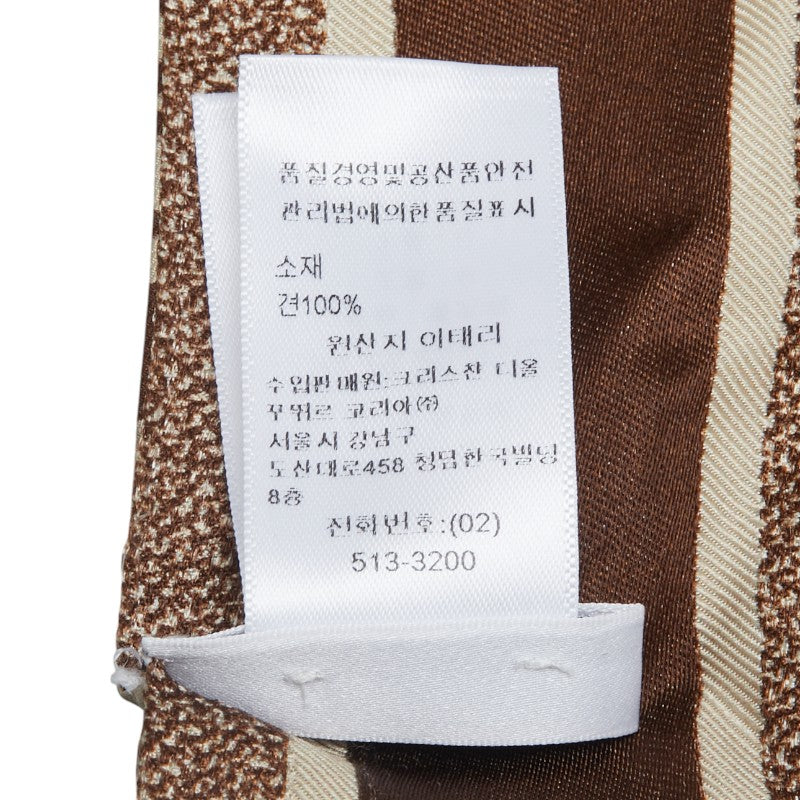 품질경영및공산품안전
관리법에의한품질표시
소재
견100%
원산지 이태리
수입판매원:크리스챤 디올
꾸뛰르 코리아㈜
서울시 강남구
도산대로458 청담한국빌딩
8층
전화번호:(02)
513-3200